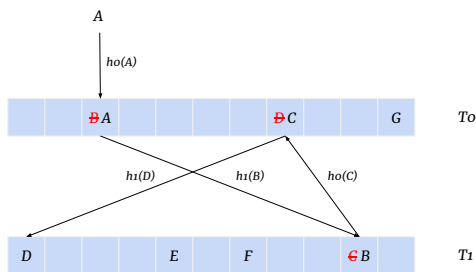 A
h0(A)
B A D C G T0
h1(D) h1(B) h0(C)
D E F C B T1